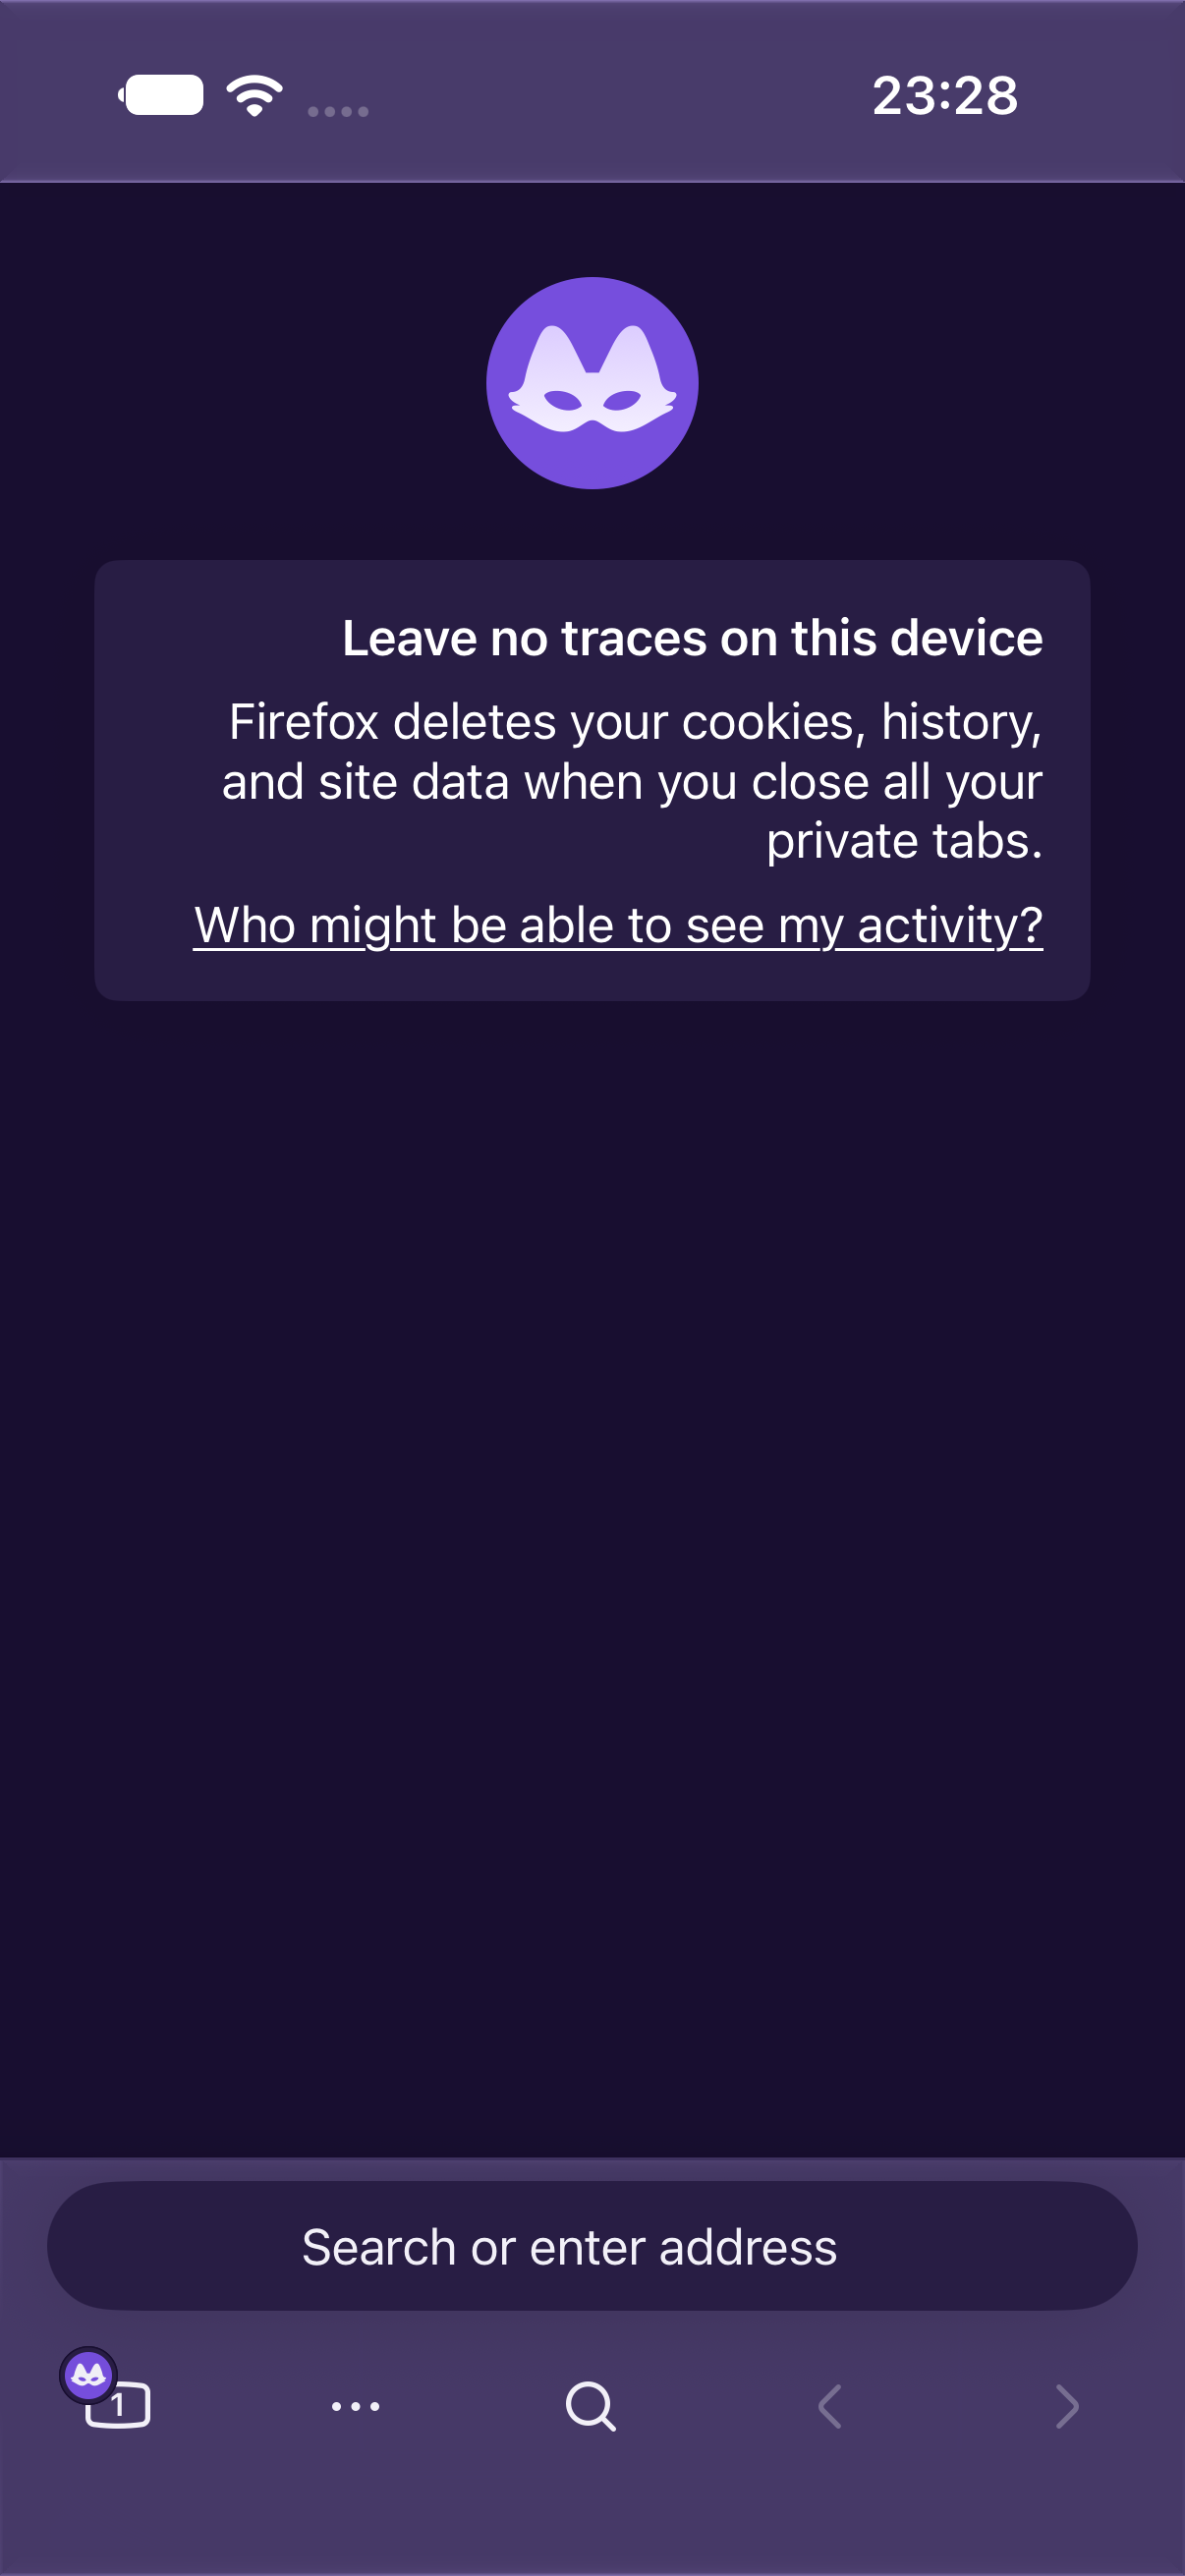 23:28
Leave no traces on this device
Firefox deletes your cookies, history,
and site data when you close all your
private tabs.
Who might be able to see my activity?
Search or enter address
1